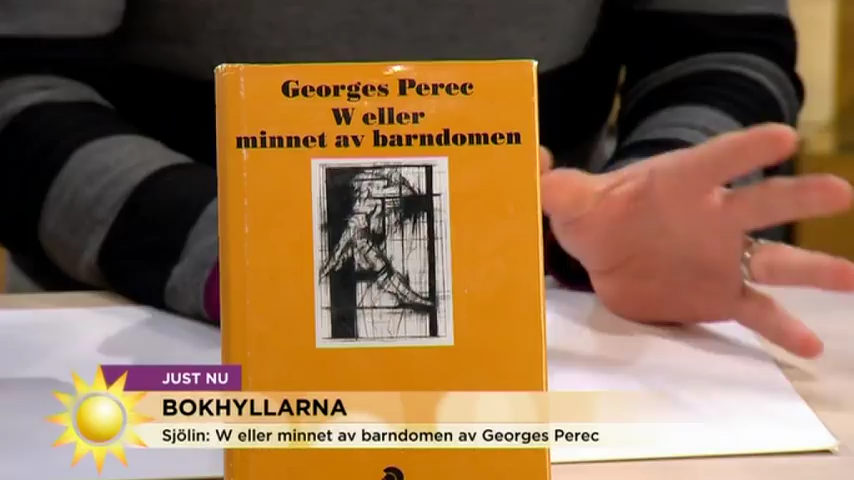 Georges Perec
W eller
minnet av barndomen
JUST NU
BOKHYLLARNA
Sjölin: W eller minnet av barndomen av Georges Perec